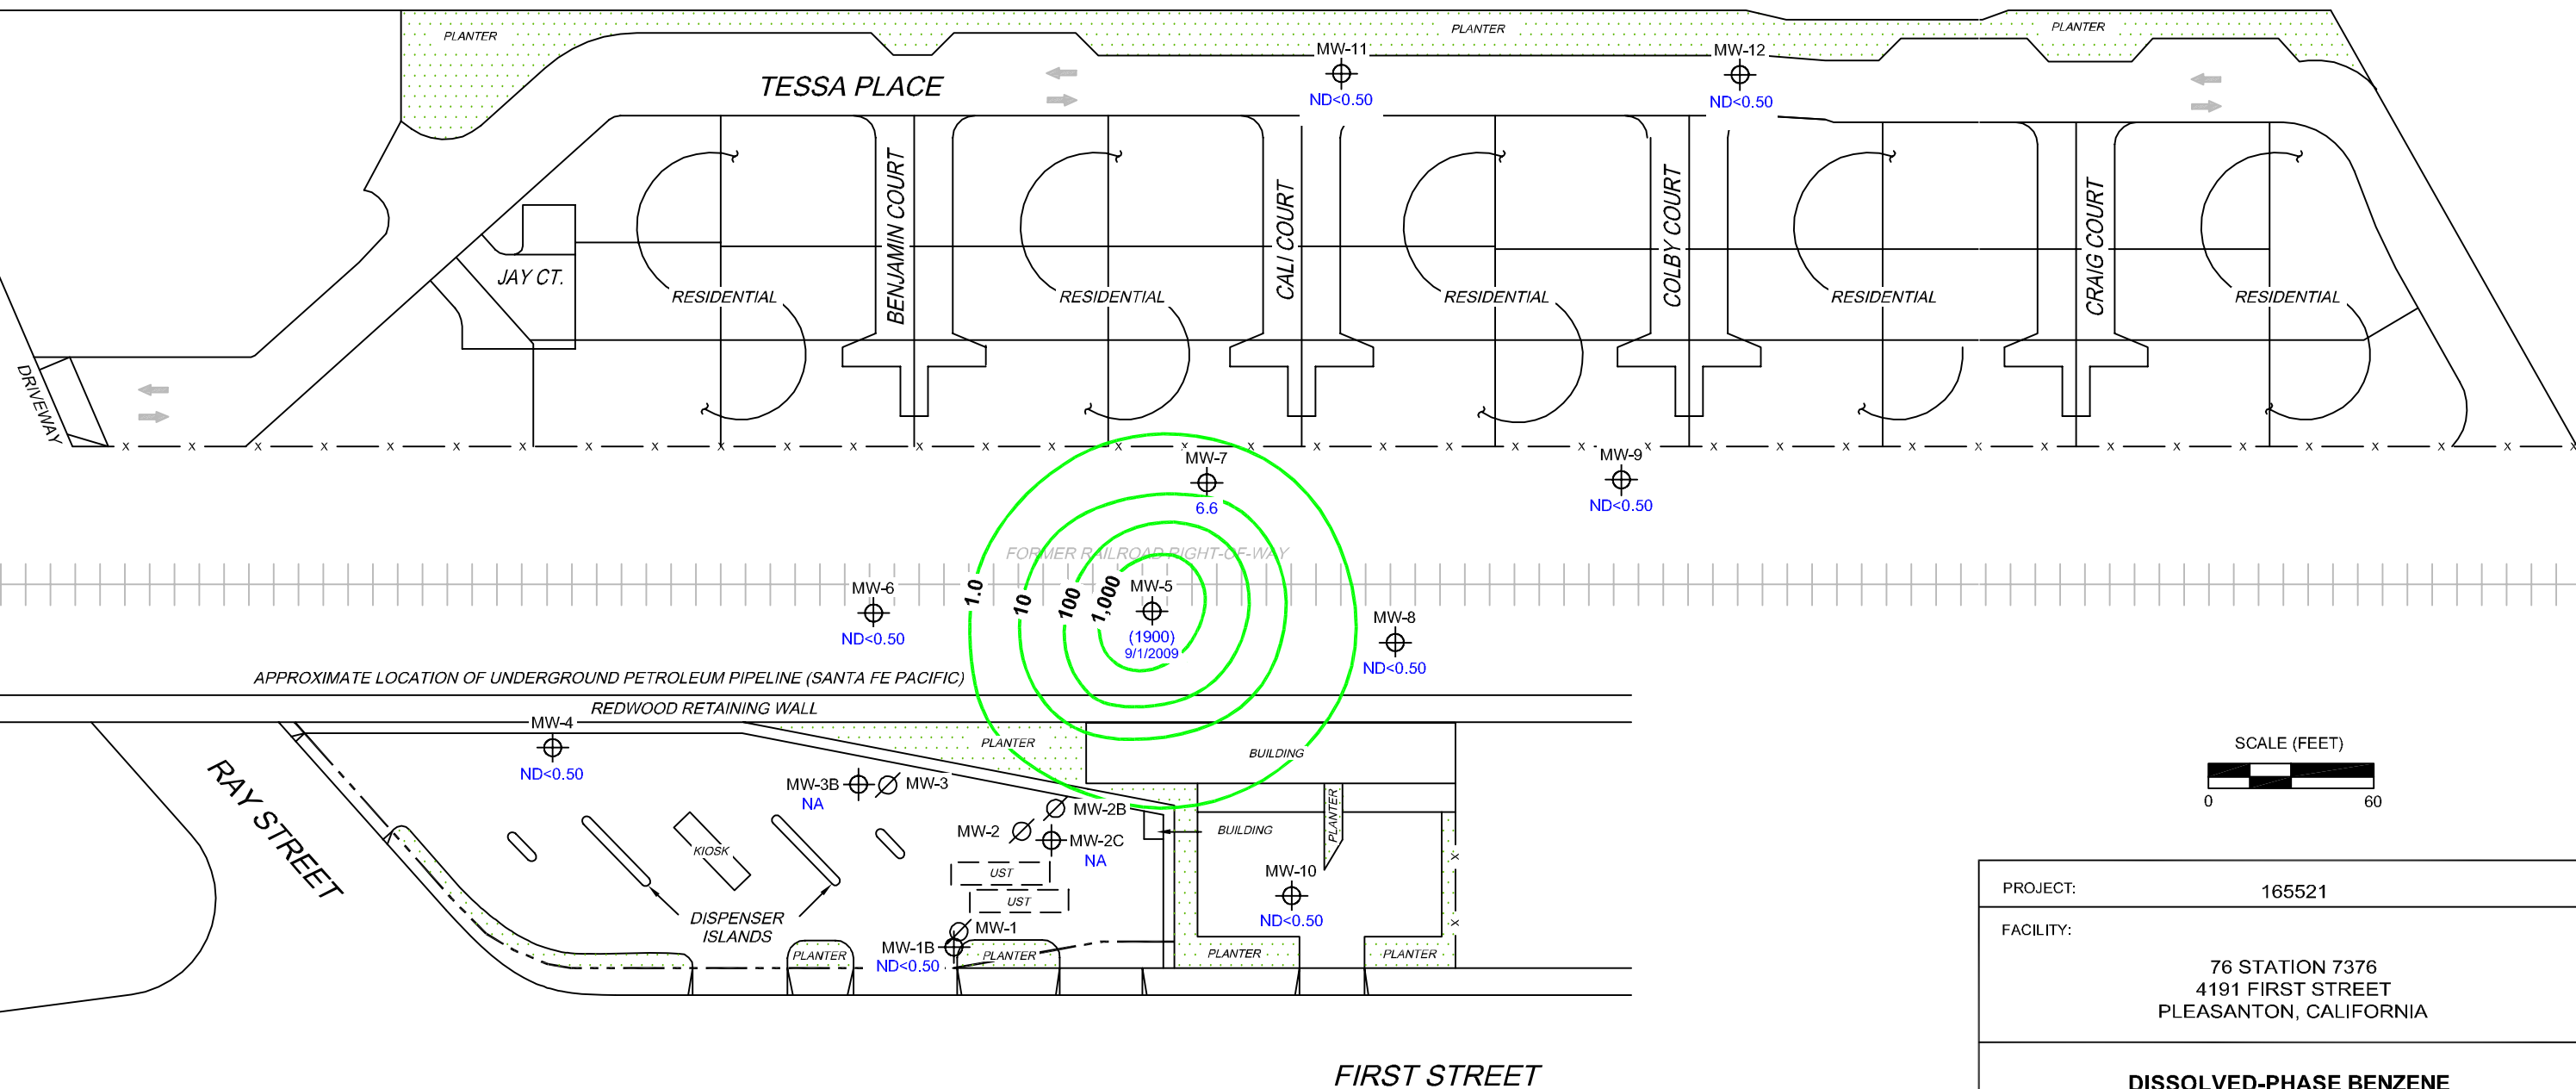 PLANTER
PLANTER
PLANTER
MW-11
MW-12
TESSA PLACE
ND<0.50
ND<0.50
BENJAMIN COURT
CALI COURT
COLBY COURT
CRAIG COURT
JAY CT.
RESIDENTIAL
RESIDENTIAL
RESIDENTIAL
RESIDENTIAL
RESIDENTIAL
DRIVEWAY
X X X X X X X X X X X X X X X X X X X X X X X X X X X X X X X X X X X X X X
MW-7
6.6
MW-9
ND<0.50
FORMER RAILROAD RIGHT-OF-WAY
1.0
10
100
1,000
MW-6
ND<0.50
MW-5
(1900)
9/1/2009
MW-8
ND<0.50
APPROXIMATE LOCATION OF UNDERGROUND PETROLEUM PIPELINE (SANTA FE PACIFIC)
REDWOOD RETAINING WALL
MW-4
ND<0.50
PLANTER
BUILDING
RAY STREET
MW-3B
NA
MW-3
MW-2B
MW-2
MW-2C
NA
BUILDING
PLANTER
KIOSK
UST
UST
X
X
MW-10
ND<0.50
DISPENSER
ISLANDS
MW-1
MW-1B
ND<0.50
PLANTER
PLANTER
PLANTER
PLANTER
FIRST STREET
SCALE (FEET)
0 60
PROJECT: 165521
FACILITY:
76 STATION 7376
4191 FIRST STREET
PLEASANTON, CALIFORNIA
DISSOLVED-PHASE BENZENE